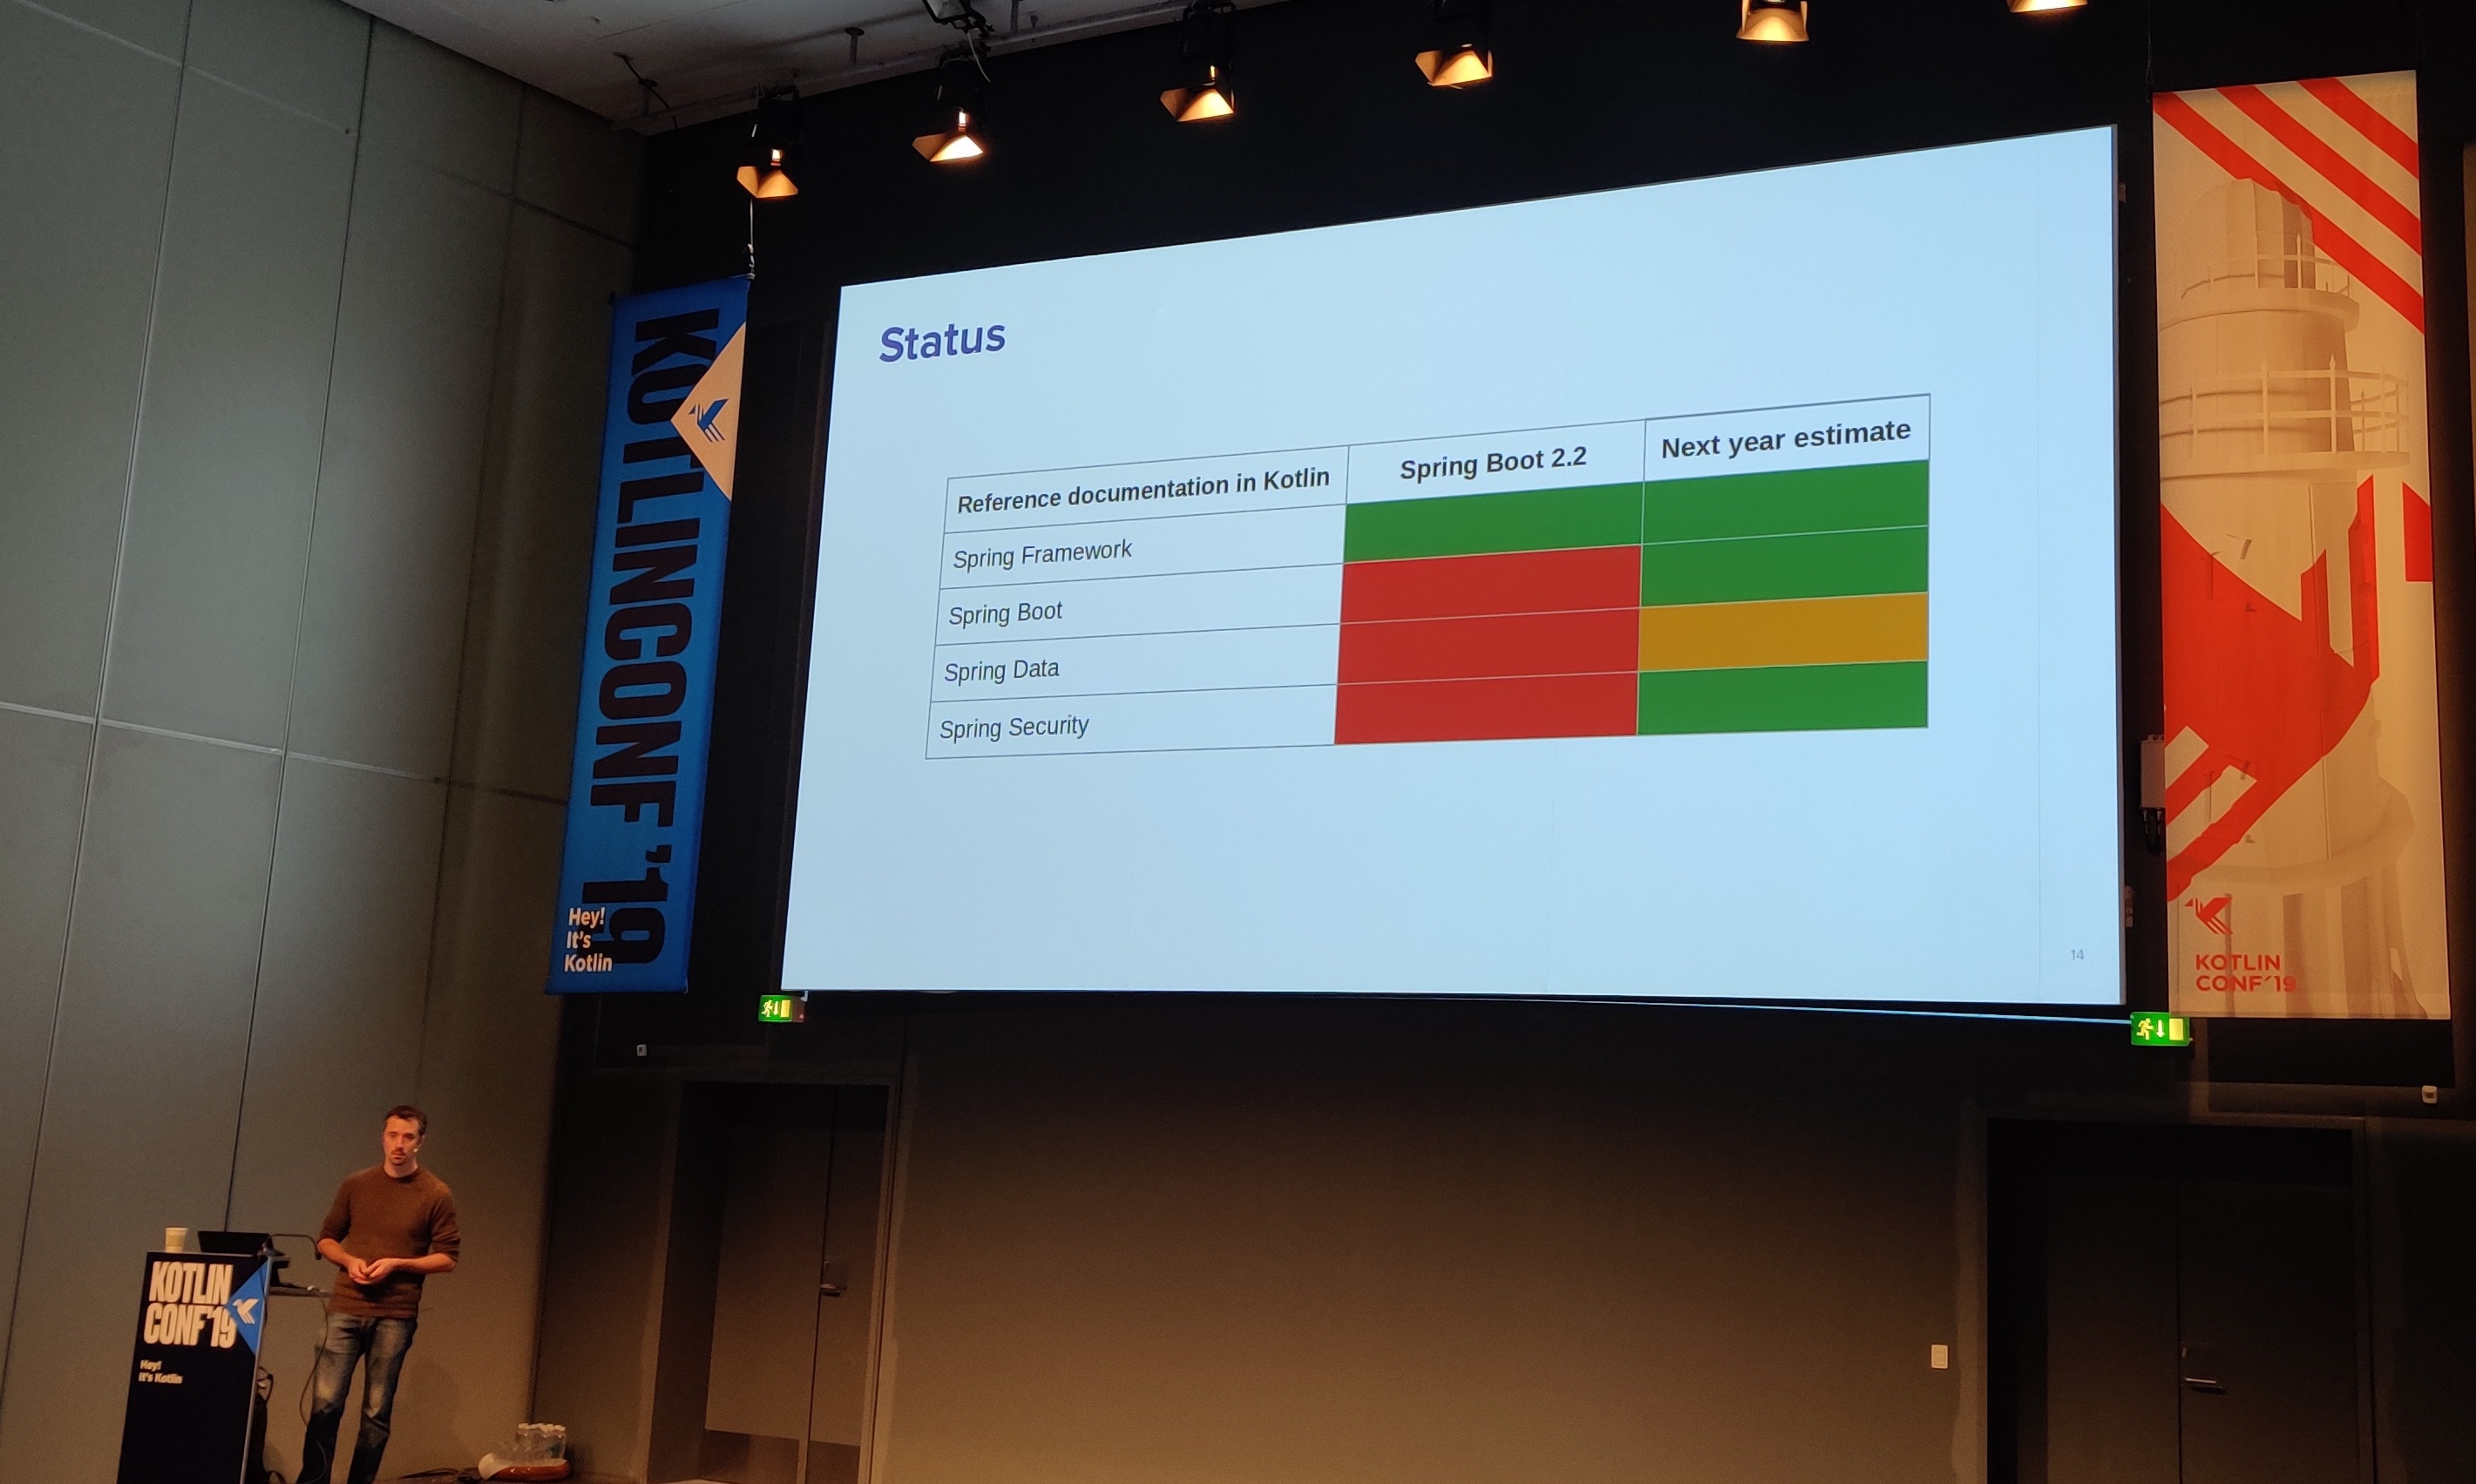 KOTLINCONF '19
Hey!
It's
Kotlin
Status
Reference documentation in Kotlin
Spring Boot 2.2
Next year estimate
Spring Framework
Spring Boot
Spring Data
Spring Security
14
KOTLIN
CONF'19
KOTLIN
CONF'19
Hey!
It's Kotlin